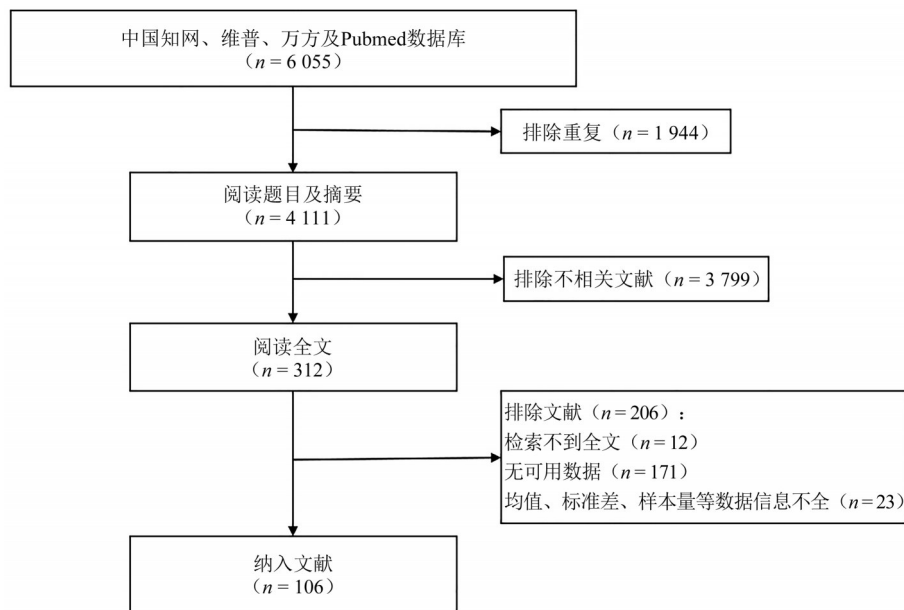 中国知网、维普、万方及Pubmed数据库
（n = 6 055）
排除重复（n = 1 944）
阅读题目及摘要
（n = 4 111）
排除不相关文献（n = 3 799）
阅读全文
（n = 312）
排除文献（n = 206）：
检索不到全文（n = 12）
无可用数据（n = 171）
均值、标准差、样本量等数据信息不全（n = 23）
纳入文献
（n = 106）